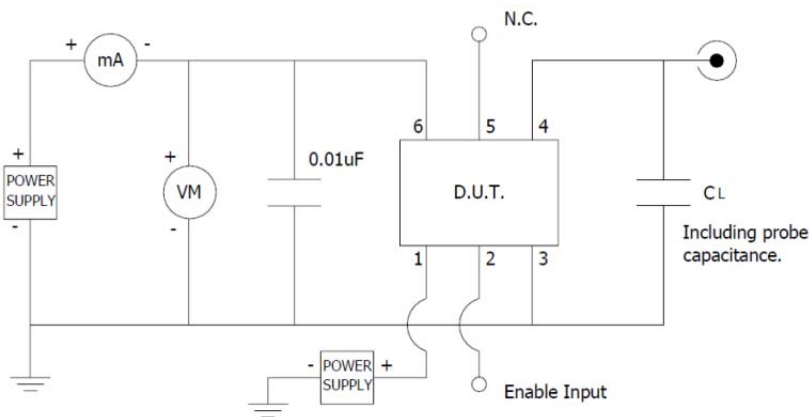 N.C.
+
-
mA
6
5
4
0.01uF
+
POWER
SUPPLY
-
+
VM
-
D.U.T.
CL
Including probe
capacitance.
1
2
3
-
POWER
SUPPLY
+
Enable Input